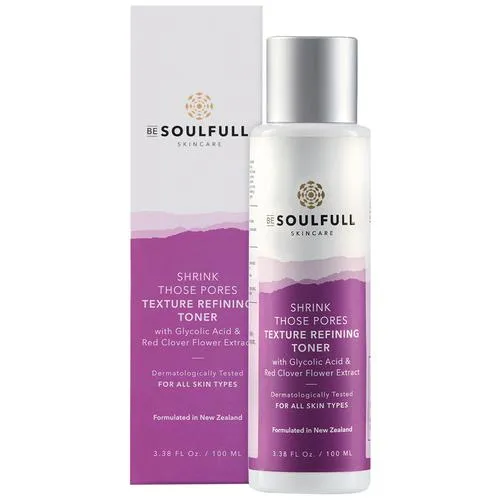 BE SOULFULL
SKINCARE
SHRINK
THOSE PORES
TEXTURE REFINING
TONER
with Glycolic Acid &
Red Clover Flower Extract
Dermatologically Tested
FOR ALL SKIN TYPES
Formulated in New Zealand
3.38 FL Oz. / 100 ML
BE SOULFULL
SKINCARE
SHRINK
THOSE PORES
TEXTURE REFINING
TONER
with Glycolic Acid &
Red Clover Flower Extract
Dermatologically Tested
FOR ALL SKIN TYPES
Formulated in New Zealand
3.38 FL Oz. / 100 ML